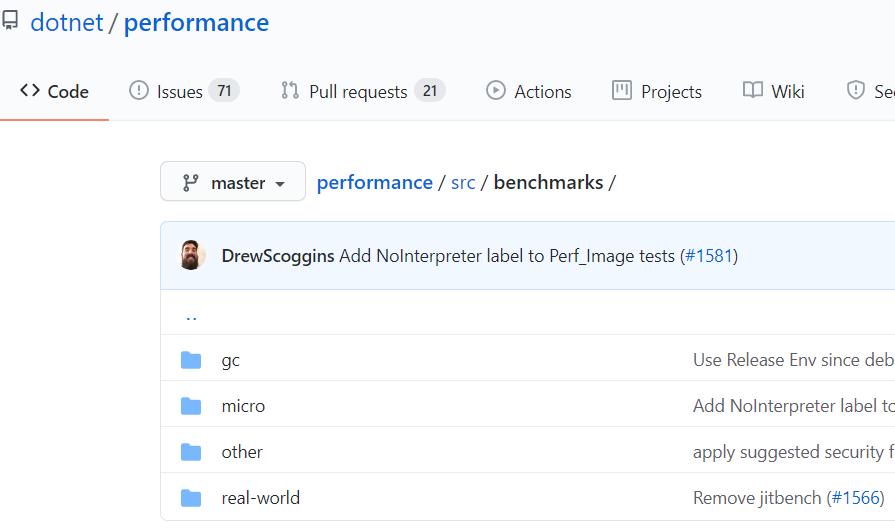 dotnet / performance
Code Issues 71 Pull requests 21 Actions Projects Wiki
master performance / src / benchmarks /
DrewScoggins Add NoInterpreter label to Perf_Image tests (#1581)
..
gc Use Release Env since deb
micro Add NoInterpreter label to
other apply suggested security f
real-world Remove jitbench (#1566)